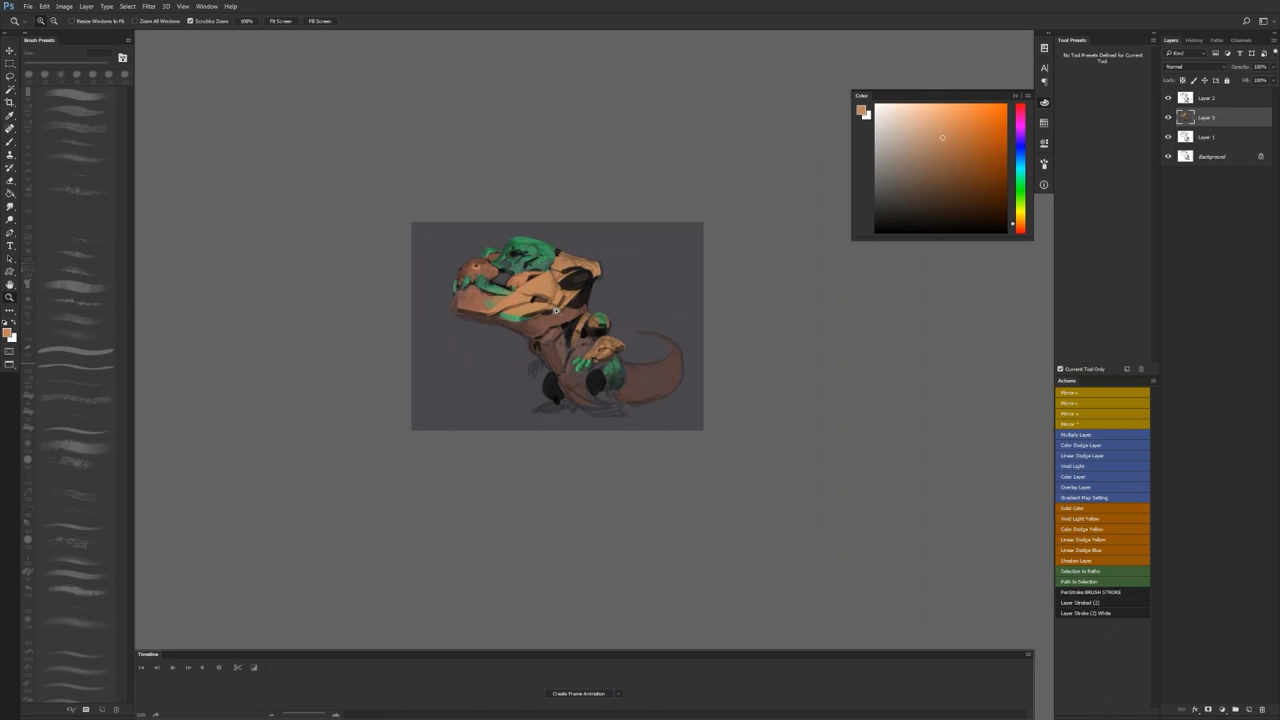 Ps File Edit Image Layer Type Select Filter 3D View Window Help
Resize Windows to Fit Zoom All Windows Scrubby Zoom 100% Fit Screen Fill Screen
Brush Presets
Size:
Color
Tool Presets
No Tool Presets Defined for Current
Tool.
Current Tool Only
Actions
Mirror
Mirror
Mirror
Mirror
Multiply Layer
Color Dodge Layer
Linear Dodge Layer
Vivid Light
Color Layer
Overlay Layer
Gradient Map Setting
Solid Color
Vivid Light Yellow
Color Dodge Yellow
Linear Dodge Yellow
Linear Dodge Blue
Shadow Layer
Selection to Paths
Path to Selection
PenStroke BRUSH STROKE
Layer Stroked (2)
Layer Stroke (2) While
Layers History Paths Channels
Kind
Normal Opacity: 100%
Lock: Fill: 100%
Layer 2
Layer 3
Layer 1
Background
Timeline
Create Frame Animation